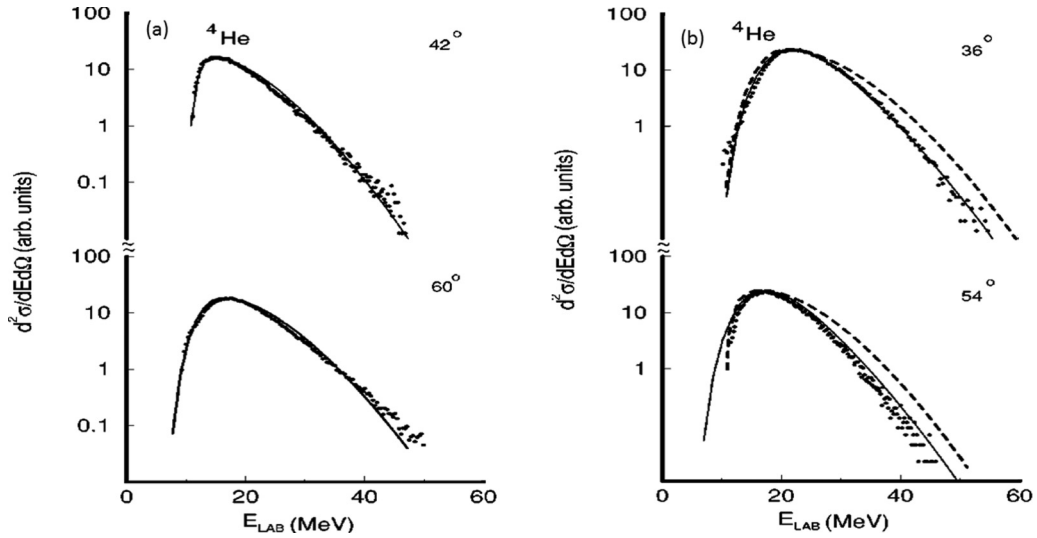 (a)
⁴He
42°
100
10
1
0.1
≈
100
10
1
0.1
60°
d²σ/dEdΩ (arb. units)
0 20 40 60
E_LAB (MeV)
(b)
⁴He
36°
100
10
1
≈
100
10
1
54°
d²σ/dEdΩ (arb. units)
0 20 40 60
E_LAB (MeV)